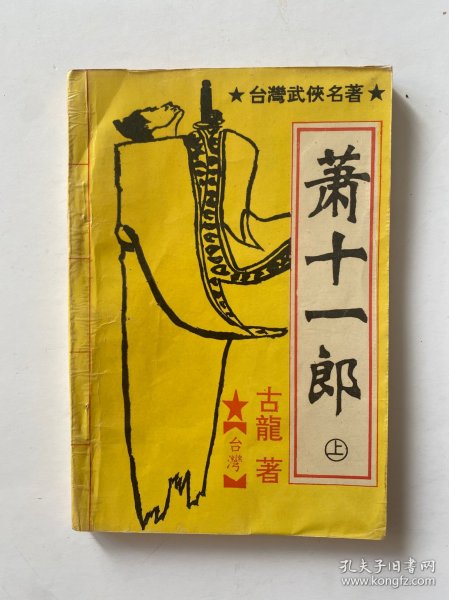 ★台灣武俠名著★
萧十一郎
上
古龍 著
★【台灣】
孔夫子旧书网
www.kongfz.com